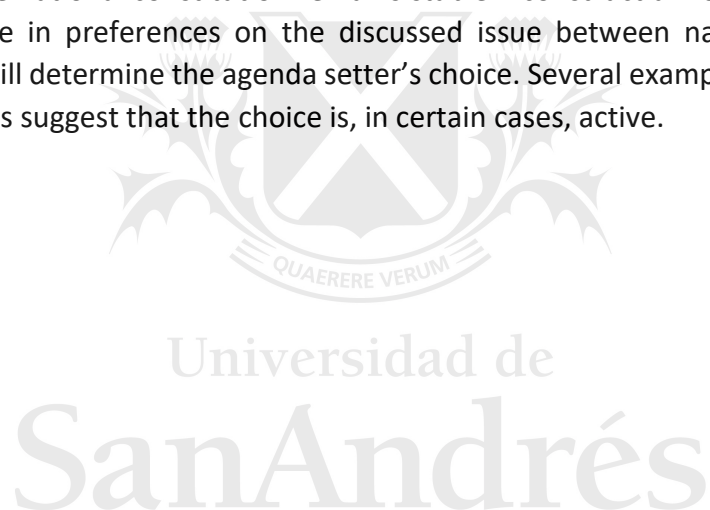 e in preferences on the discussed issue between na
ill determine the agenda setter's choice. Several examp
s suggest that the choice is, in certain cases, active.
QUAERERE VERUM
Universidad de
SanAndrés